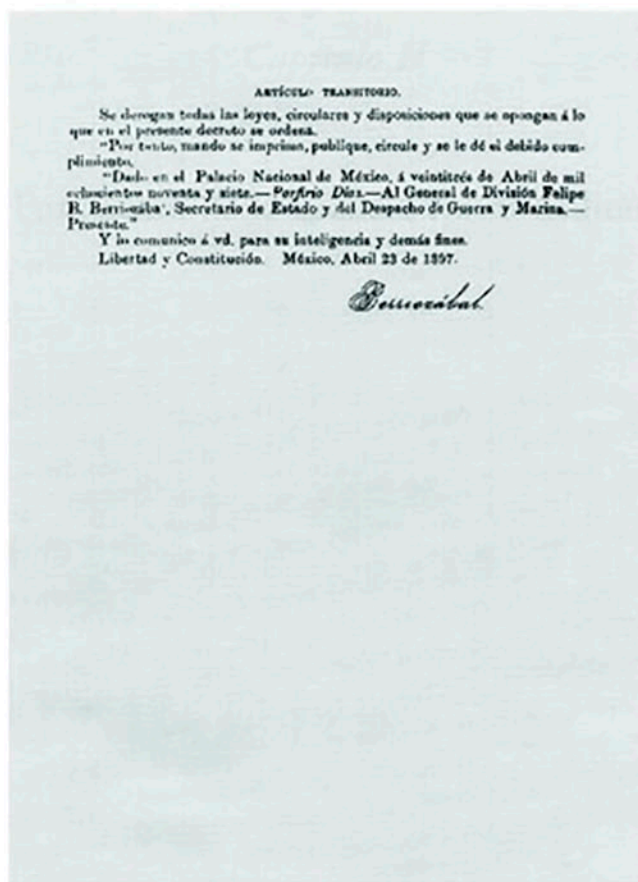 ARTÍCULO TRANSITORIO.
Se derogan todas las leyes, circulares y disposiciones que se opongan á lo
que en el presente decreto se ordena.
"Por tanto, mando se imprima, publique, circule y se le dé el debido cum-
plimiento.
"Dado en el Palacio Nacional de México, á veintitrés de Abril de mil
ochocientos noventa y siete.—Porfirio Díaz.—Al General de División Felipe
B. Berriozábal, Secretario de Estado y del Despacho de Guerra y Marina.—
Presente."
Y lo comunico á vd. para su inteligencia y demás fines.
Libertad y Constitución. México, Abril 23 de 1897.
Berriozábal